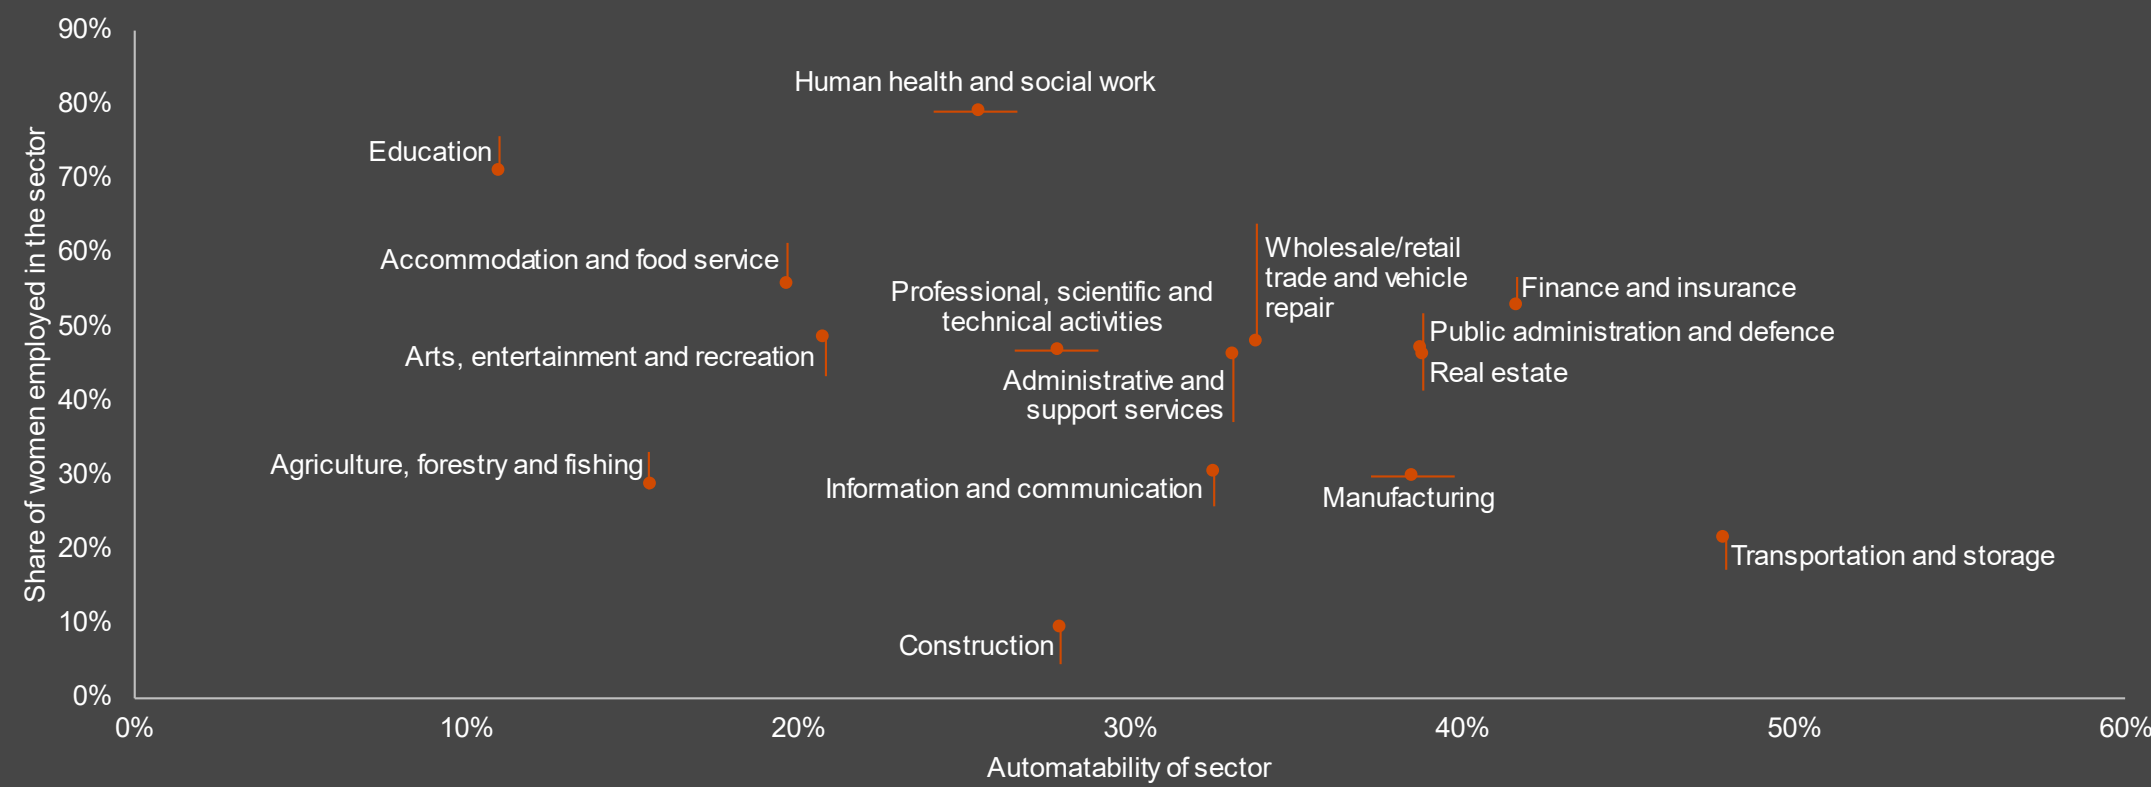 90%
80%
70%
60%
50%
40%
30%
20%
10%
0%
Share of women employed in the sector
Human health and social work
Education
Accommodation and food service
Professional, scientific and
technical activities
Wholesale/retail
trade and vehicle
repair
Finance and insurance
Public administration and defence
Real estate
Arts, entertainment and recreation
Administrative and
support services
Agriculture, forestry and fishing
Information and communication
Manufacturing
Transportation and storage
Construction
0% 10% 20% 30% 40% 50% 60%
Automatability of sector